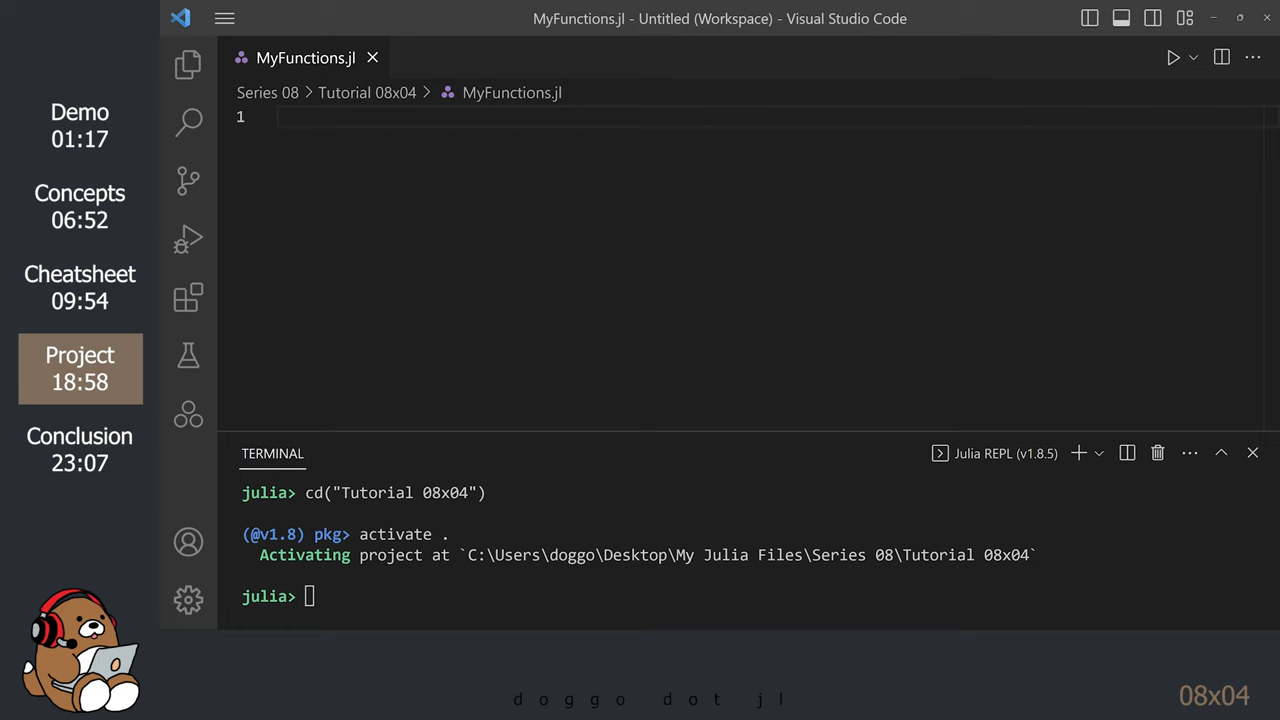 MyFunctions.jl - Untitled (Workspace) - Visual Studio Code
MyFunctions.jl
Series 08 > Tutorial 08x04 > MyFunctions.jl
1
Demo
01:17
Concepts
06:52
Cheatsheet
09:54
Project
18:58
Conclusion
23:07
TERMINAL
Julia REPL (v1.8.5)
julia> cd("Tutorial 08x04")
(@v1.8) pkg> activate .
Activating project at `C:\Users\doggo\Desktop\My Julia Files\Series 08\Tutorial 08x04`
julia>
doggo dot jl
08x04